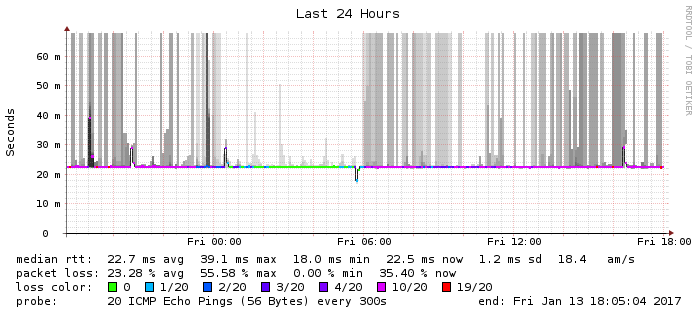 Last 24 Hours
RRDTOOL / TOBI OETIKER
Seconds
60 m
50 m
40 m
30 m
20 m
10 m
0
Fri 00:00 Fri 06:00 Fri 12:00 Fri 18:00
median rtt: 22.7 ms avg 39.1 ms max 18.0 ms min 22.5 ms now 1.2 ms sd 18.4 am/s
packet loss: 23.28 % avg 55.58 % max 0.00 % min 35.40 % now
loss color: 0 1/20 2/20 3/20 4/20 10/20 19/20
probe: 20 ICMP Echo Pings (56 Bytes) every 300s end: Fri Jan 13 18:05:04 2017